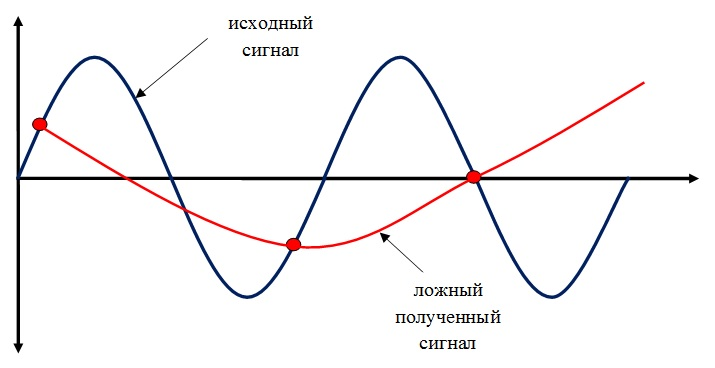 исходный
сигнал
ложный
полученный
сигнал